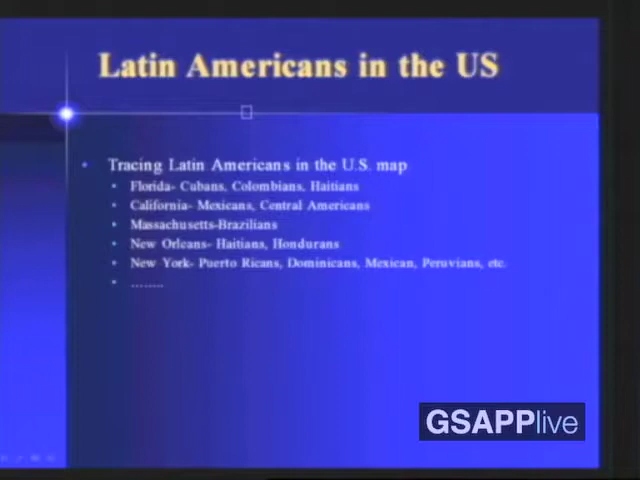 Latin Americans in the US
Tracing Latin Americans in the U.S. map
Florida- Cubans, Colombians, Haitians
California- Mexicans, Central Americans
Massachusetts-Brazilians
New Orleans- Haitians, Hondurans
New York- Puerto Ricans, Dominicans, Mexican, Peruvians, etc.
........
GSAPPlive